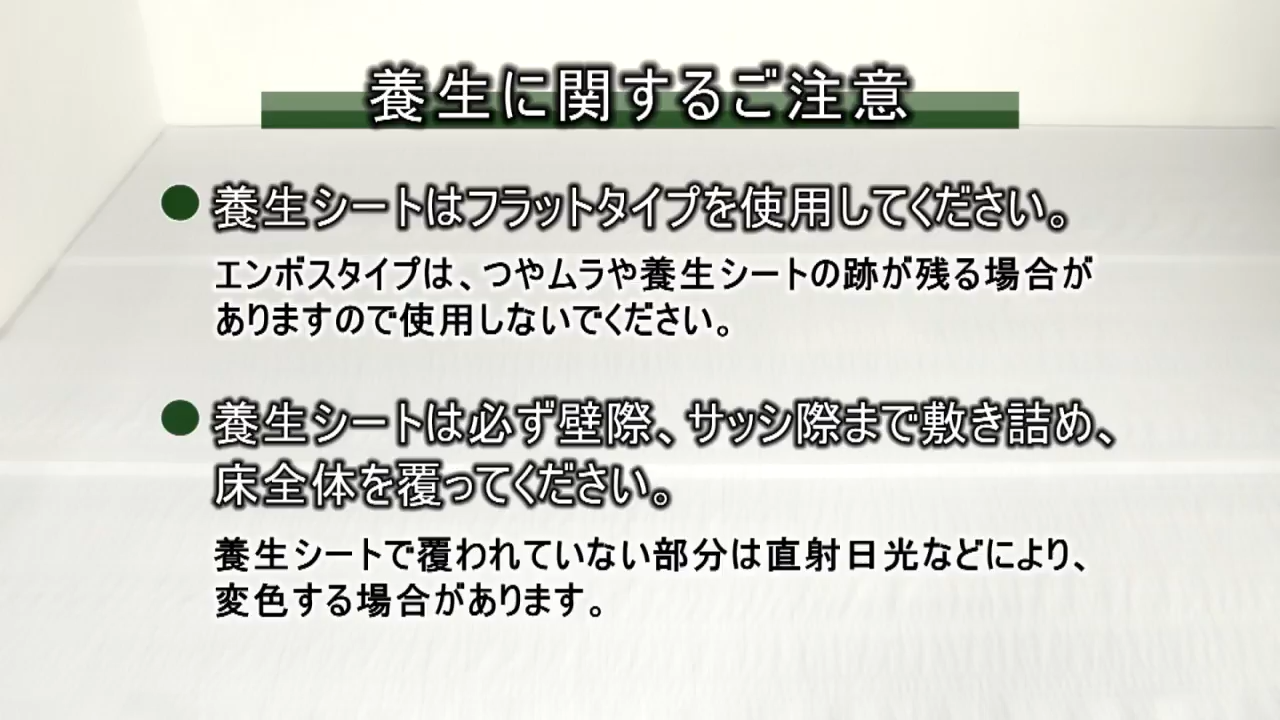 養生に関するご注意
養生シートはフラットタイプを使用してください。
エンボスタイプは、つやムラや養生シートの跡が残る場合が
ありますので使用しないでください。
養生シートは必ず壁際、サッシ際まで敷き詰め、
床全体を覆ってください。
養生シートで覆われていない部分は直射日光などにより、
変色する場合があります。